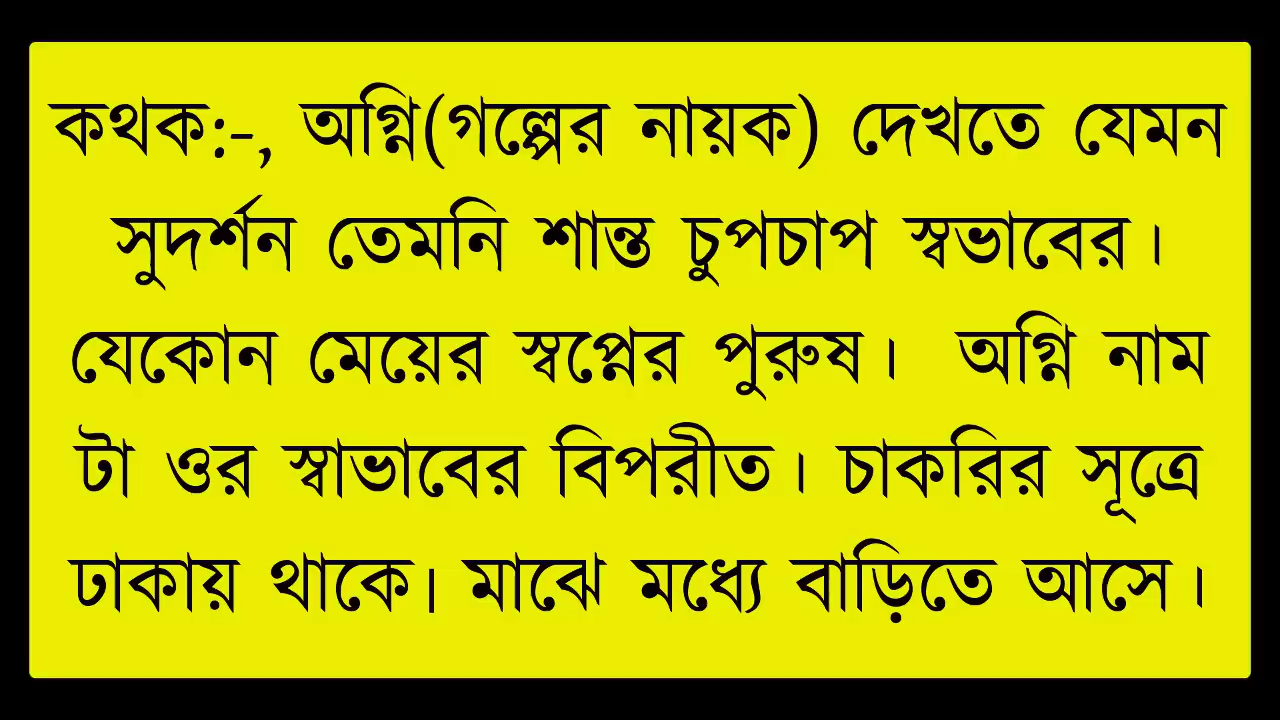 কথক:-, অগ্নি(গল্পের নায়ক) দেখতে যেমন
সুদর্শন তেমনি শান্ত চুপচাপ স্বভাবের।
যেকোন মেয়ের স্বপ্নের পুরুষ। অগ্নি নাম
টা ওর স্বাভাবের বিপরীত। চাকরির সূত্রে
ঢাকায় থাকে। মাঝে মধ্যে বাড়িতে আসে।